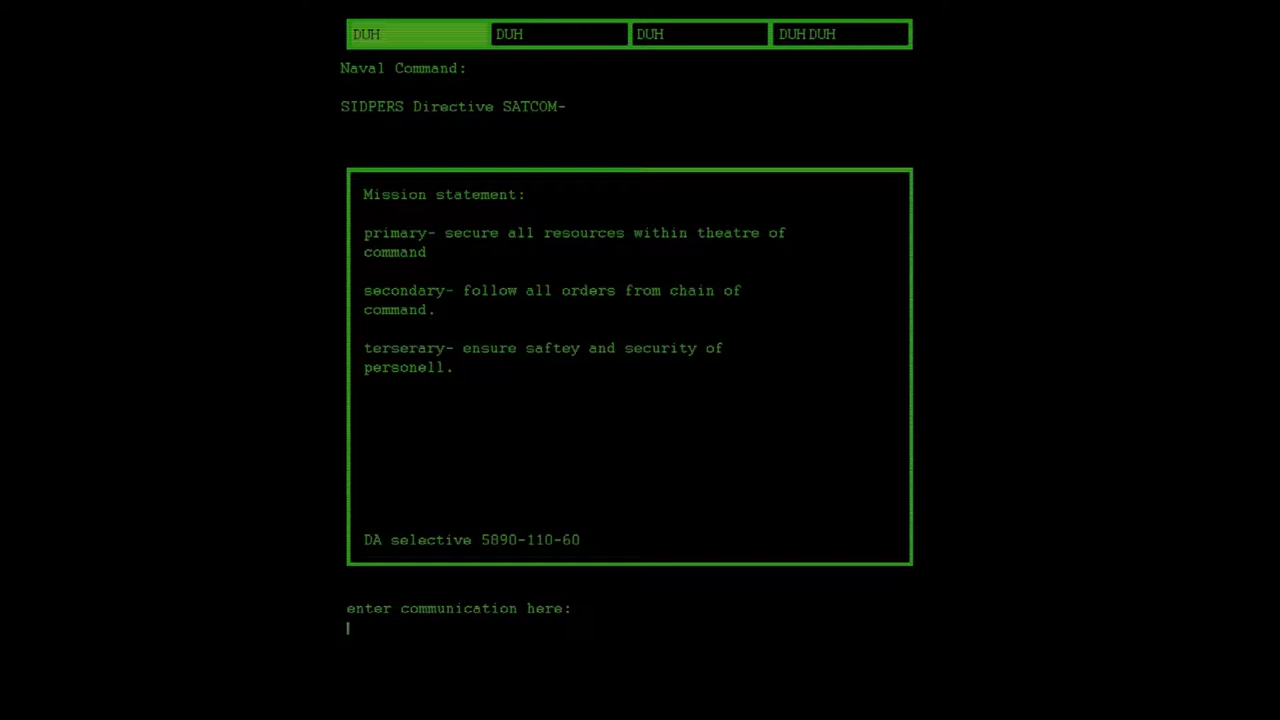 DUH DUH DUH DUH DUH
Naval Command:
SIDPERS Directive SATCOM-
Mission statement:
primary- secure all resources within theatre of
command
secondary- follow all orders from chain of
command.
terserary- ensure saftey and security of
personell.
DA selective 5890-110-60
enter communication here: